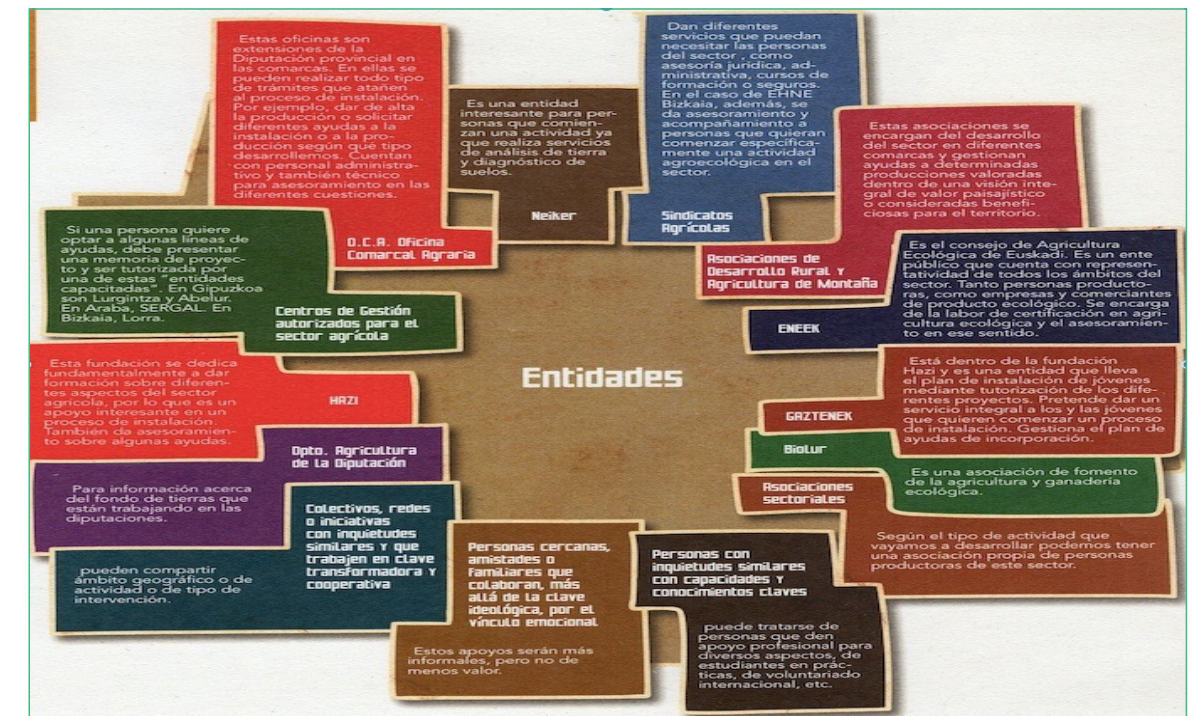 Estas oficinas son
extensiones de la
Diputación provincial en
las comarcas. En ellas se
pueden realizar todo tipo
de trámites que atañen
al proceso de instalación.
Por ejemplo, dar de alta
la producción o solicitar
diferentes ayudas a la
instalación o a la pro-
ducción según qué tipo
desarrollemos. Cuentan
con personal administra-
tivo y también técnico
para asesoramiento en las
diferentes cuestiones.
O.C.A. Oficina
Comarcal Agraria
Es una entidad
interesante para per-
sonas que comien-
zan una actividad ya
que realiza servicios
de análisis de tierra
y diagnóstico de
suelos.
Neiker
Dan diferentes
servicios que puedan
necesitar las personas
del sector , como
asesoría jurídica, ad-
ministrativa, cursos de
formación o seguros.
En el caso de EHNE
Bizkaia, además, se
da asesoramiento y
acompañamiento a
personas que quieran
comenzar específica-
mente una actividad
agroecológica en el
sector.
Sindicatos
Agrícolas
Estas asociaciones se
encargan del desarrollo
del sector en diferentes
comarcas y gestionan
ayudas a determinadas
producciones valoradas
dentro de una visión inte-
gral de valor paisajístico
o consideradas benefi-
ciosas para el territorio.
Asociaciones de
Desarrollo Rural y
Agricultura de Montaña
Si una persona quiere
optar a algunas líneas de
ayudas, debe presentar
una memoria de proyec-
to y ser tutorizada por
una de estas “entidades
capacitadas”. En Gipuzkoa
son Lurgintza y Abelur.
En Araba, SERGAL. En
Bizkaia, Lorra.
Centros de Gestión
autorizados para el
sector agrícola
Es el consejo de Agricultura
Ecológica de Euskadi. Es un ente
público que cuenta con represen-
tatividad de todos los ámbitos del
sector. Tanto personas producto-
ras, como empresas y comerciantes
de producto ecológico. Se encarga
de la labor de certificación en agri-
cultura ecológica y el asesoramien-
to en ese sentido.
ENEEK
Entidades
Esta fundación se dedica
fundamentalmente a dar
formación sobre diferen-
tes aspectos del sector
agrícola, por lo que es un
apoyo interesante en un
proceso de instalación.
También da asesoramien-
to sobre algunas ayudas.
HAZI
Está dentro de la fundación
Hazi y es una entidad que lleva
el plan de instalación de jóvenes
mediante tutorización de los dife-
rentes proyectos. Pretende dar un
servicio integral a los y las jóvenes
que quieren comenzar un proceso
de instalación. Gestiona el plan de
ayudas de incorporación.
GAZTENEK
Dpto. Agricultura
de la Diputación
Para información acerca
del fondo de tierras que
están trabajando en las
diputaciones.
Biolur
Es una asociación de fomento
de la agricultura y ganadería
ecológica.
Asociaciones
sectoriales
Según el tipo de actividad que
vayamos a desarrollar podemos tener
una asociación propia de personas
productoras de este sector.
Colectivos, redes
o iniciativas
con inquietudes
similares y que
trabajen en clave
transformadora y
cooperativa
pueden compartir
ámbito geográfico o de
actividad o de tipo de
intervención.
Personas cercanas,
amistades o
familiares que
colaboran, más
allá de la clave
ideológica, por el
vínculo emocional
Estos apoyos serán más
informales, pero no de
menos valor.
Personas con
inquietudes similares
con capacidades y
conocimientos claves
puede tratarse de
personas que den
apoyo profesional para
diversos aspectos, de
estudiantes en prác-
ticas, de voluntariado
internacional, etc.